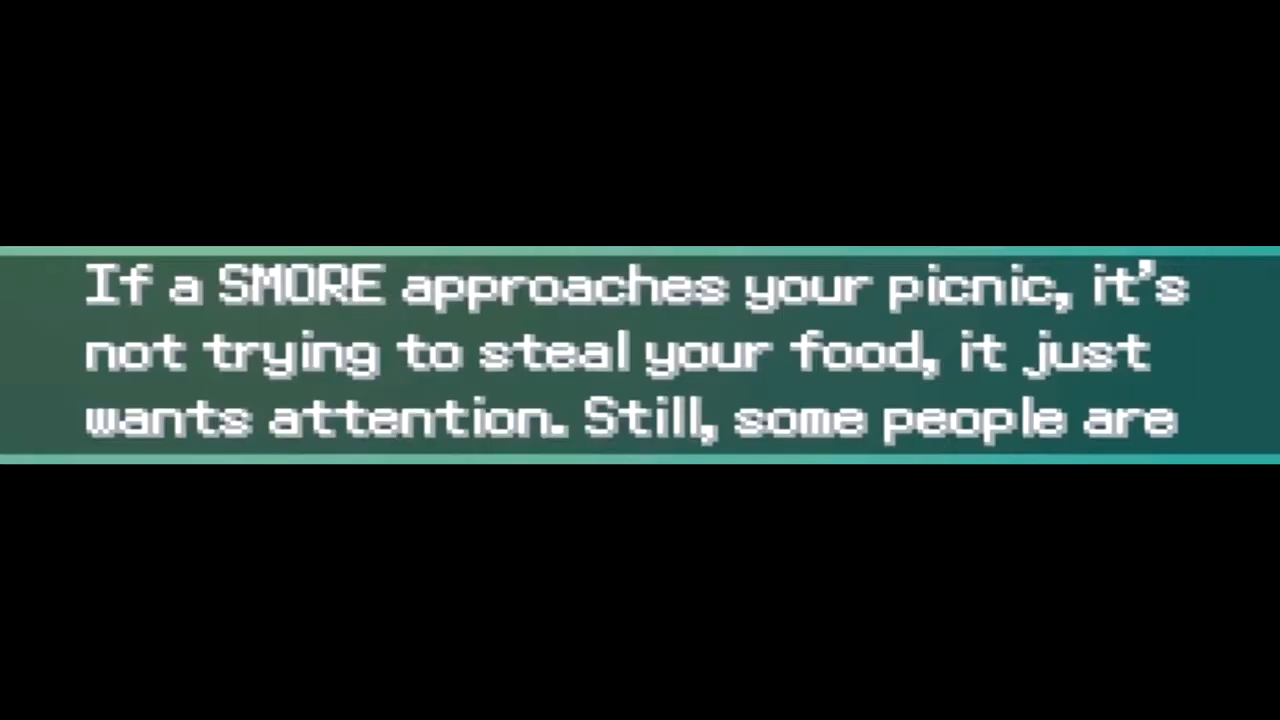 If a SMORE approaches your picnic, it’s
not trying to steal your food, it just
wants attention. Still, some people are